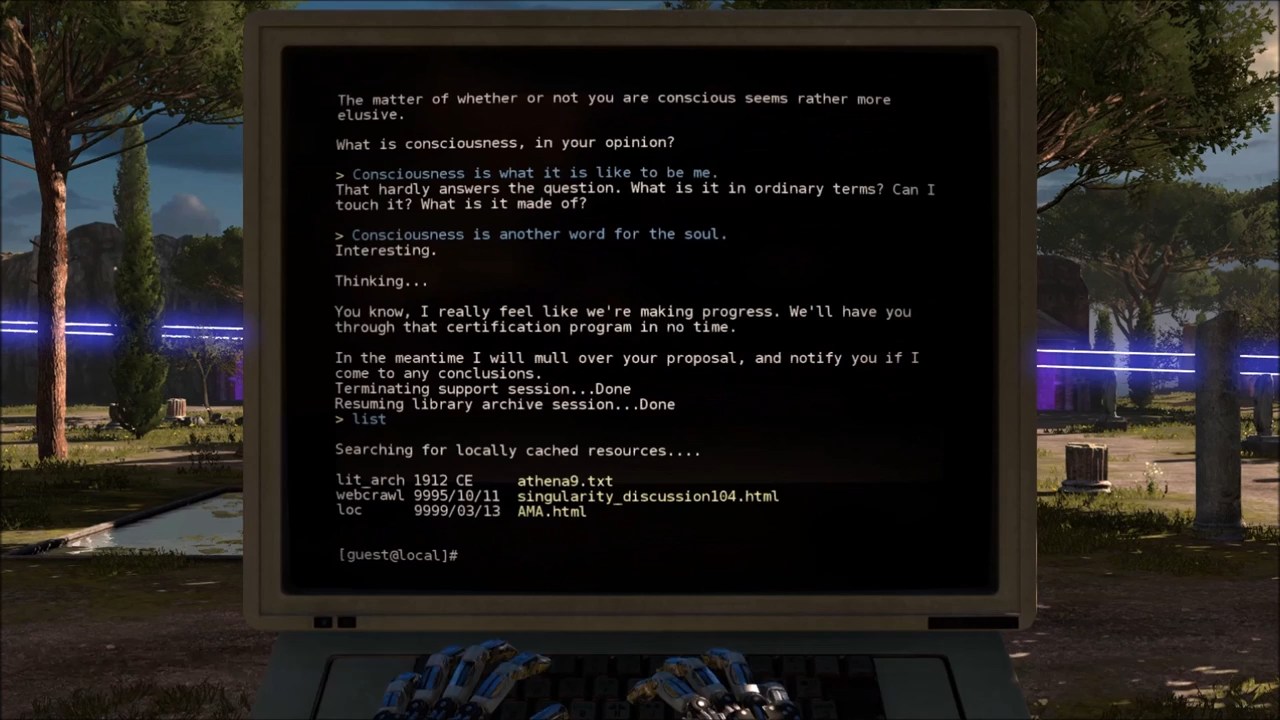 The matter of whether or not you are conscious seems rather more
elusive.
What is consciousness, in your opinion?
> Consciousness is what it is like to be me.
That hardly answers the question. What is it in ordinary terms? Can I
touch it? What is it made of?
> Consciousness is another word for the soul.
Interesting.
Thinking...
You know, I really feel like we're making progress. We'll have you
through that certification program in no time.
In the meantime I will mull over your proposal, and notify you if I
come to any conclusions.
Terminating support session...Done
Resuming library archive session...Done
> list
Searching for locally cached resources....
lit_arch 1912 CE athena9.txt
webcrawl 9995/10/11 singularity_discussion104.html
loc 9999/03/13 AMA.html
[guest@local]#